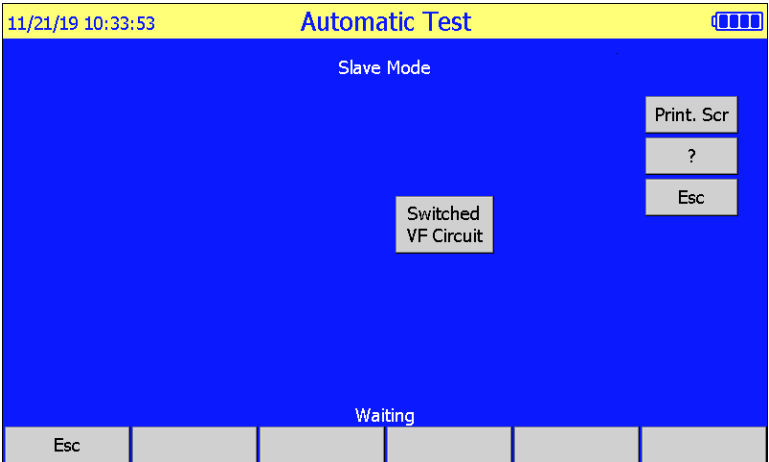 11/21/19 10:33:53 Automatic Test
Slave Mode
Print. Scr
?
Esc
Switched
VF Circuit
Waiting
Esc